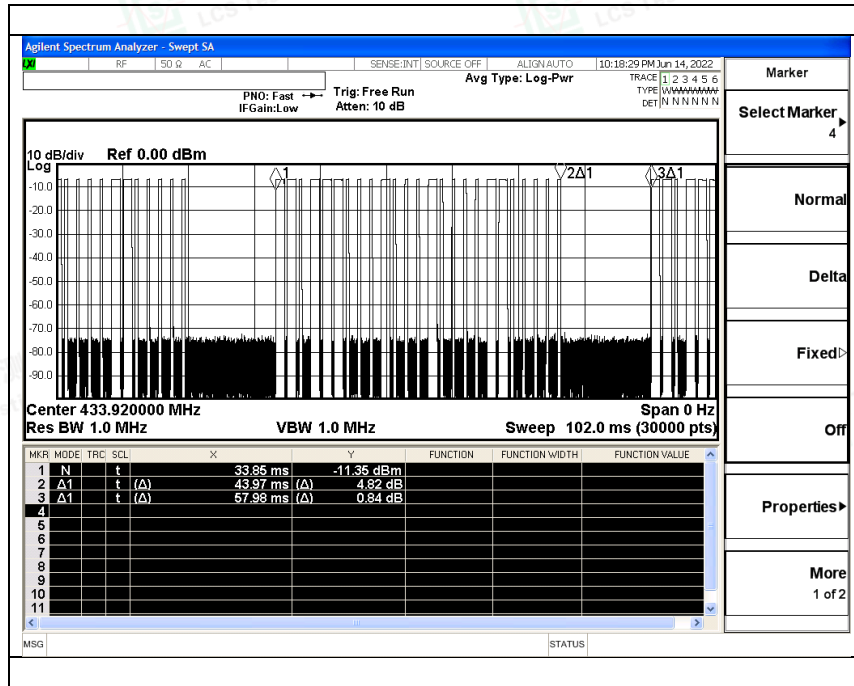 LCS
LCS
Agilent Spectrum Analyzer - Swept SA
LXI RF 50 Ω AC SENSE:INT SOURCE OFF ALIGN AUTO 10:18:29 PM Jun 14, 2022
Avg Type: Log-Pwr
TRACE 1 2 3 4 5 6
TYPE WWWWWW
DET N N N N N N
PNO: Fast
IFGain:Low
Trig: Free Run
Atten: 10 dB
10 dB/div Ref 0.00 dBm
Log
1
2Δ1
3Δ1
-10.0
-20.0
-30.0
-40.0
-50.0
-60.0
-70.0
-80.0
-90.0
Center 433.920000 MHz Span 0 Hz
Res BW 1.0 MHz VBW 1.0 MHz Sweep 102.0 ms (30000 pts)
MKR MODE TRC SCL X Y FUNCTION FUNCTION WIDTH FUNCTION VALUE
1 N t 33.85 ms -11.35 dBm
2 Δ1 t (Δ) 43.97 ms (Δ) 4.82 dB
3 Δ1 t (Δ) 57.98 ms (Δ) 0.84 dB
4
5
6
7
8
9
10
11
MSG STATUS
Marker
Select Marker
4
Normal
Delta
Fixed
Off
Properties
More
1 of 2